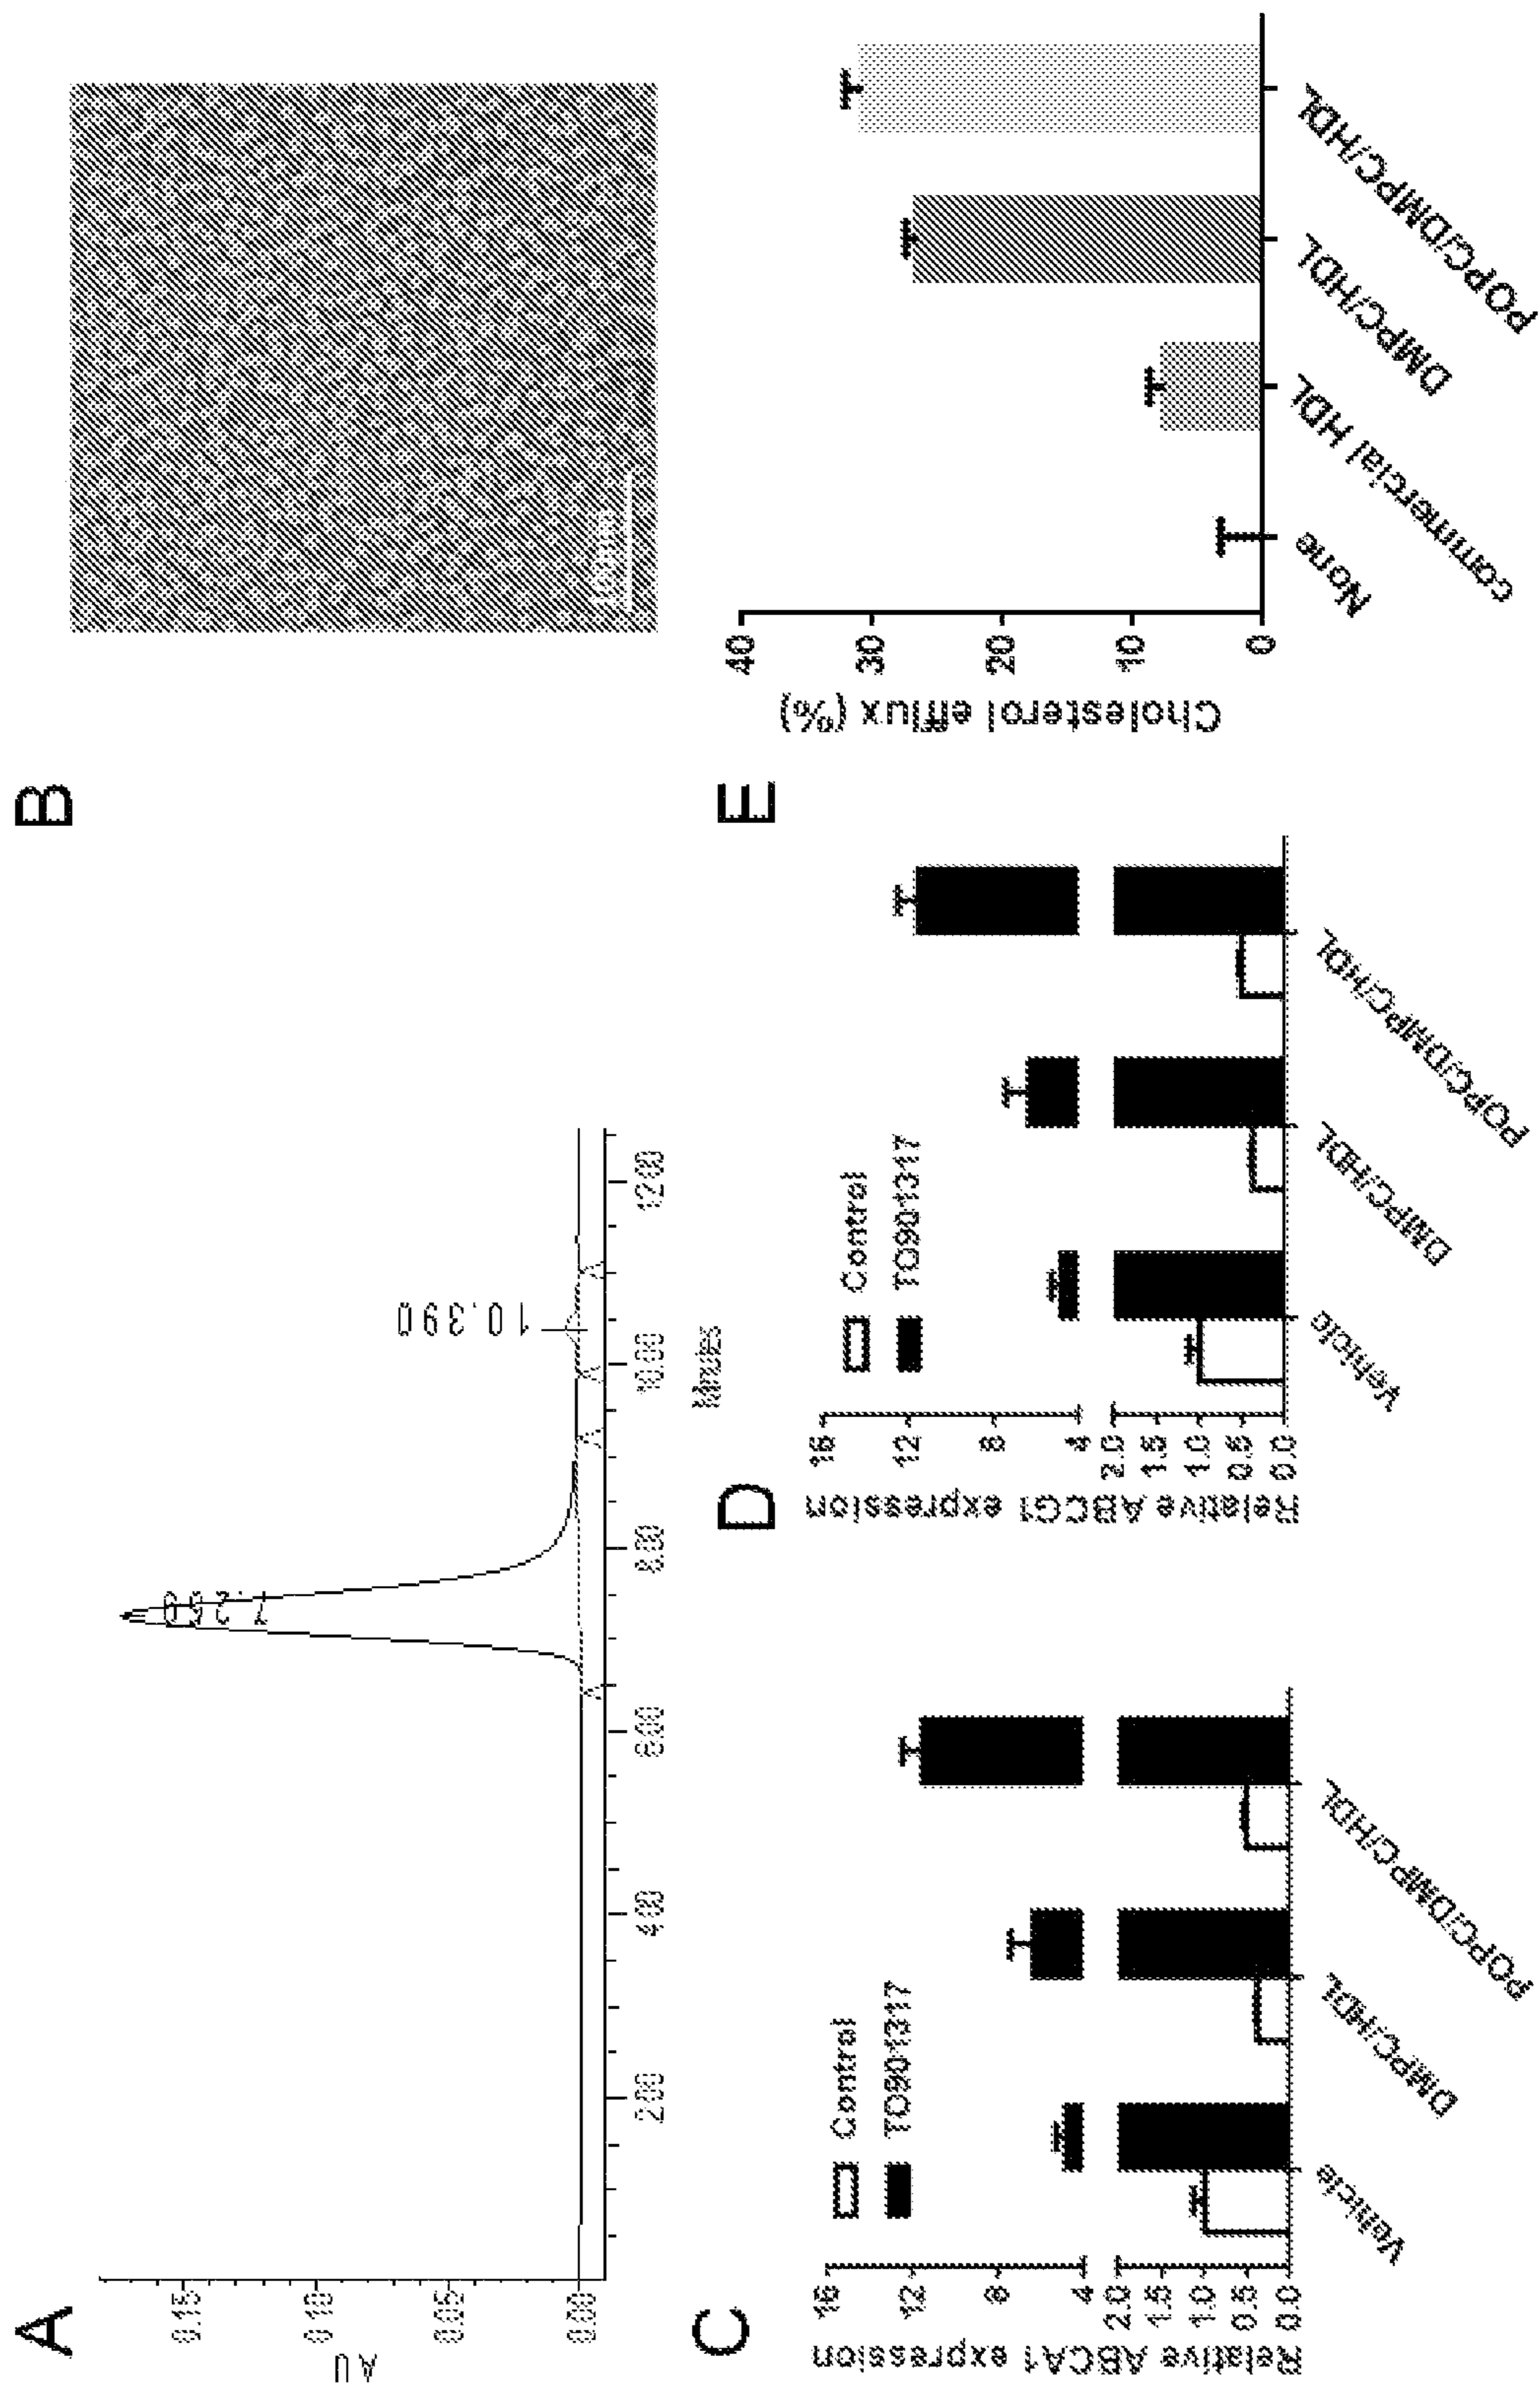 A
AU
0.15
0.10
0.05
0.00
2.00
4.00
6.00
8.00
10.00
12.00
Minutes
10.390
B
C
Relative ABCA1 expression
16
12
8
4
2.0
1.5
1.0
0.5
0.0
Control
TO901317
Vehicle
DMPC/HDL
POPC/DMPC/HDL
D
Relative ABCG1 expression
16
12
8
4
2.0
1.5
1.0
0.5
0.0
Control
TO901317
Vehicle
DMPC/HDL
POPC/DMPC/HDL
E
Cholesterol efflux (%)
40
30
20
10
0
None
commercial HDL
DMPC/HDL
POPC/DMPC/HDL